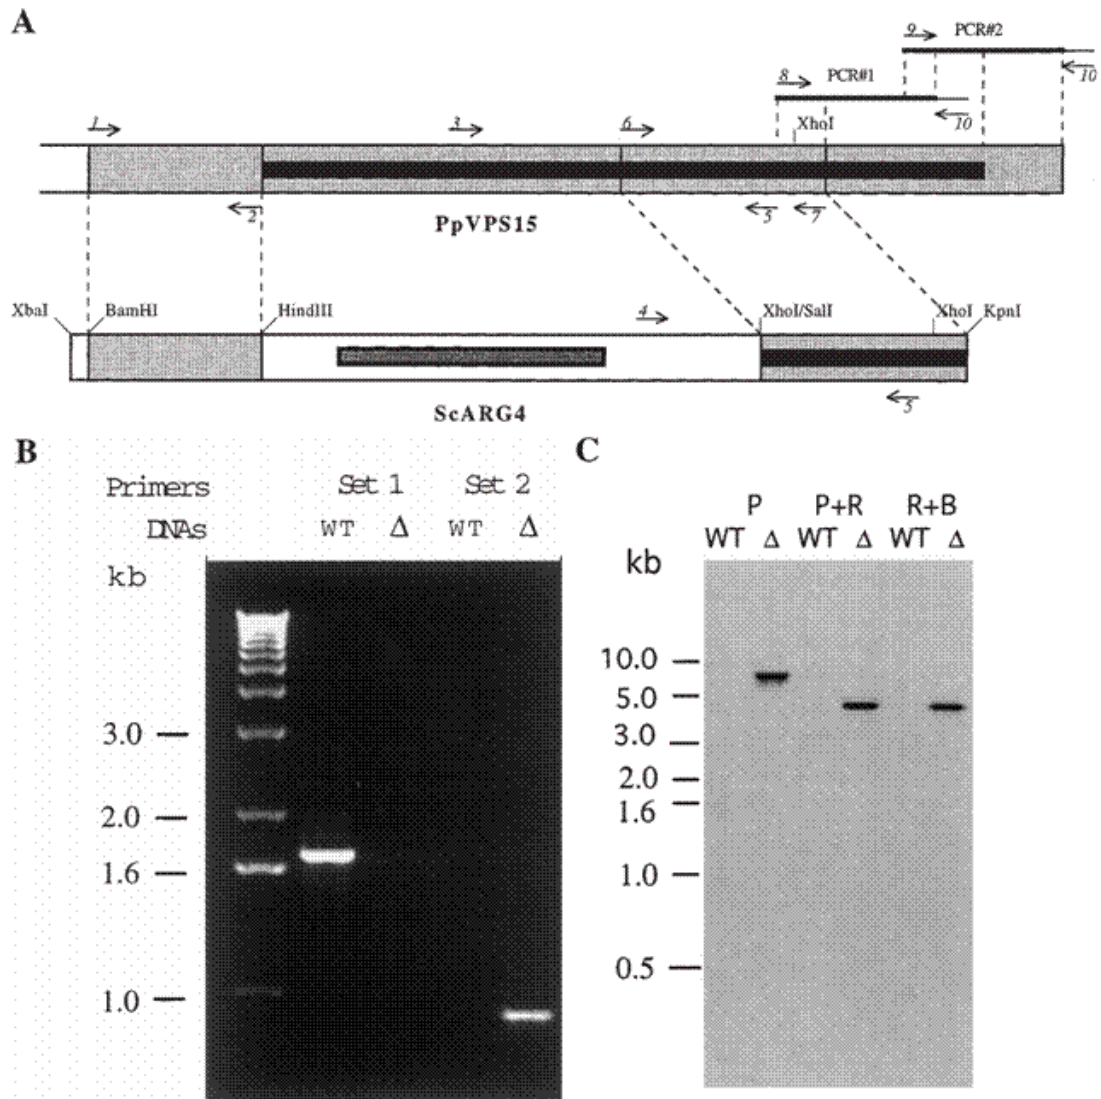 A
9 PCR#2
8 PCR#1 10
10
1 3 6 XhoI
2 5 7
PpVPS15
4
XbaI BamHI HindIII XhoI/SalI XhoI KpnI
5
ScARG4
B
Primers Set 1 Set 2
DNAs WT Δ WT Δ
kb
3.0
2.0
1.6
1.0
C
P P+R R+B
WT Δ WT Δ WT Δ
kb
10.0
5.0
3.0
2.0
1.6
1.0
0.5